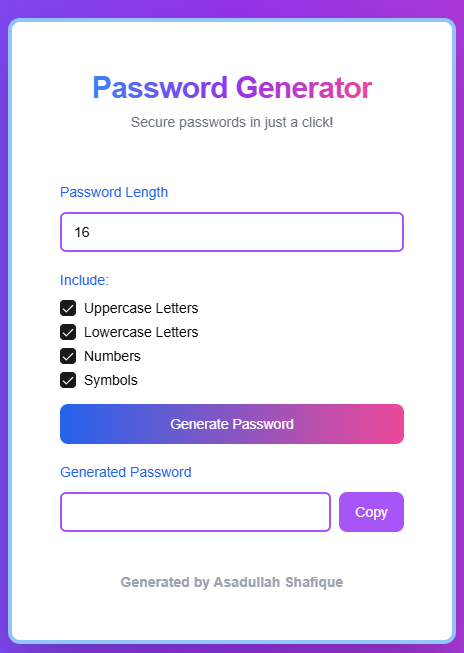 Password Generator
Secure passwords in just a click!
Password Length
16
Include:
Uppercase Letters
Lowercase Letters
Numbers
Symbols
Generate Password
Generated Password
Copy
Generated by Asadullah Shafique